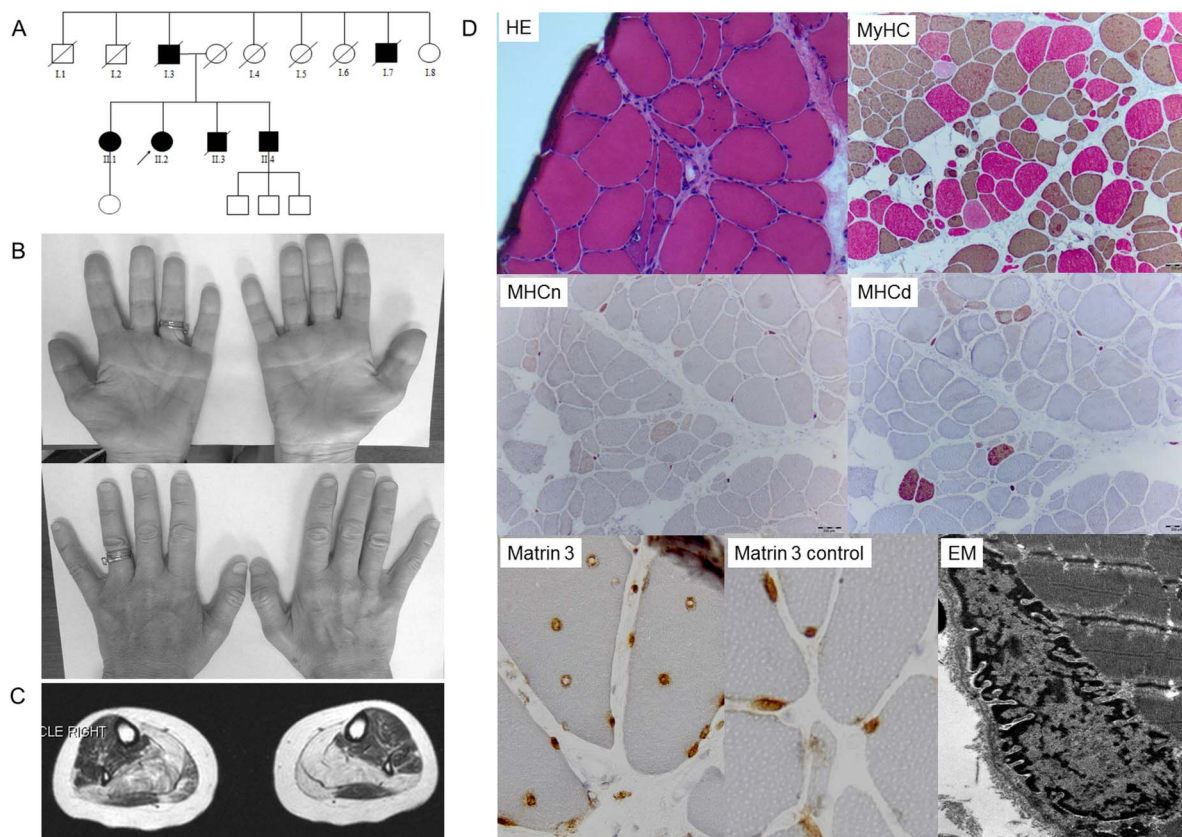 A
I.1
I.2
I.3
I.4
I.5
I.6
I.7
I.8
II.1
II.2
II.3
II.4
B
C
CLE RIGHT
D
HE
MyHC
MHCn
MHCd
Matrin 3
Matrin 3 control
EM